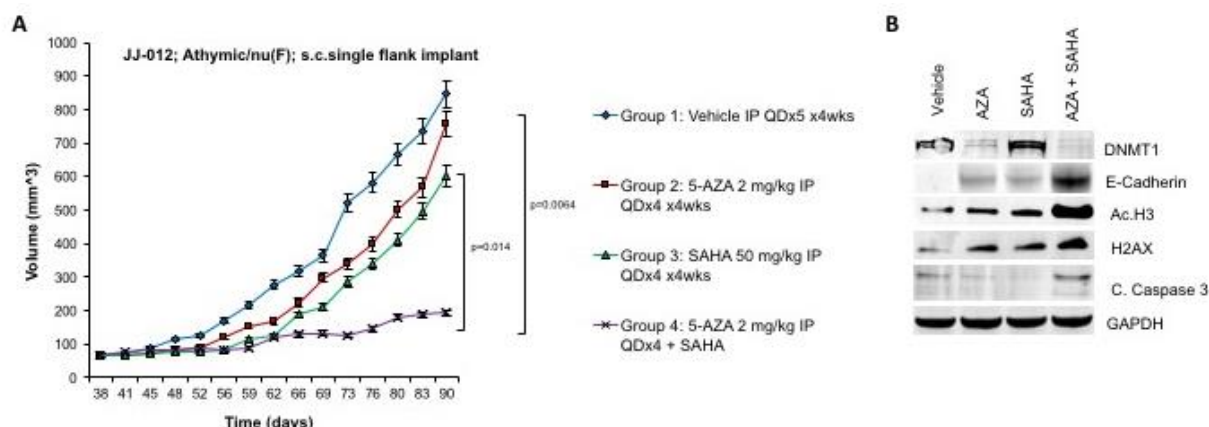 A
JJ-012; Athymic/nu(F); s.c.single flank implant
Volume (mm^3)
1000
900
800
700
600
500
400
300
200
100
0
38 41 45 48 52 56 59 62 66 69 73 76 80 83 90
Time (days)
p=0.014
p=0.0064
Group 1: Vehicle IP QDx5 x4wks
Group 2: 5-AZA 2 mg/kg IP
QDx4 x4wks
Group 3: SAHA 50 mg/kg IP
QDx4 x4wks
Group 4: 5-AZA 2 mg/kg IP
QDx4 + SAHA
B
Vehicle
AZA
SAHA
AZA + SAHA
DNMT1
E-Cadherin
Ac.H3
H2AX
C. Caspase 3
GAPDH